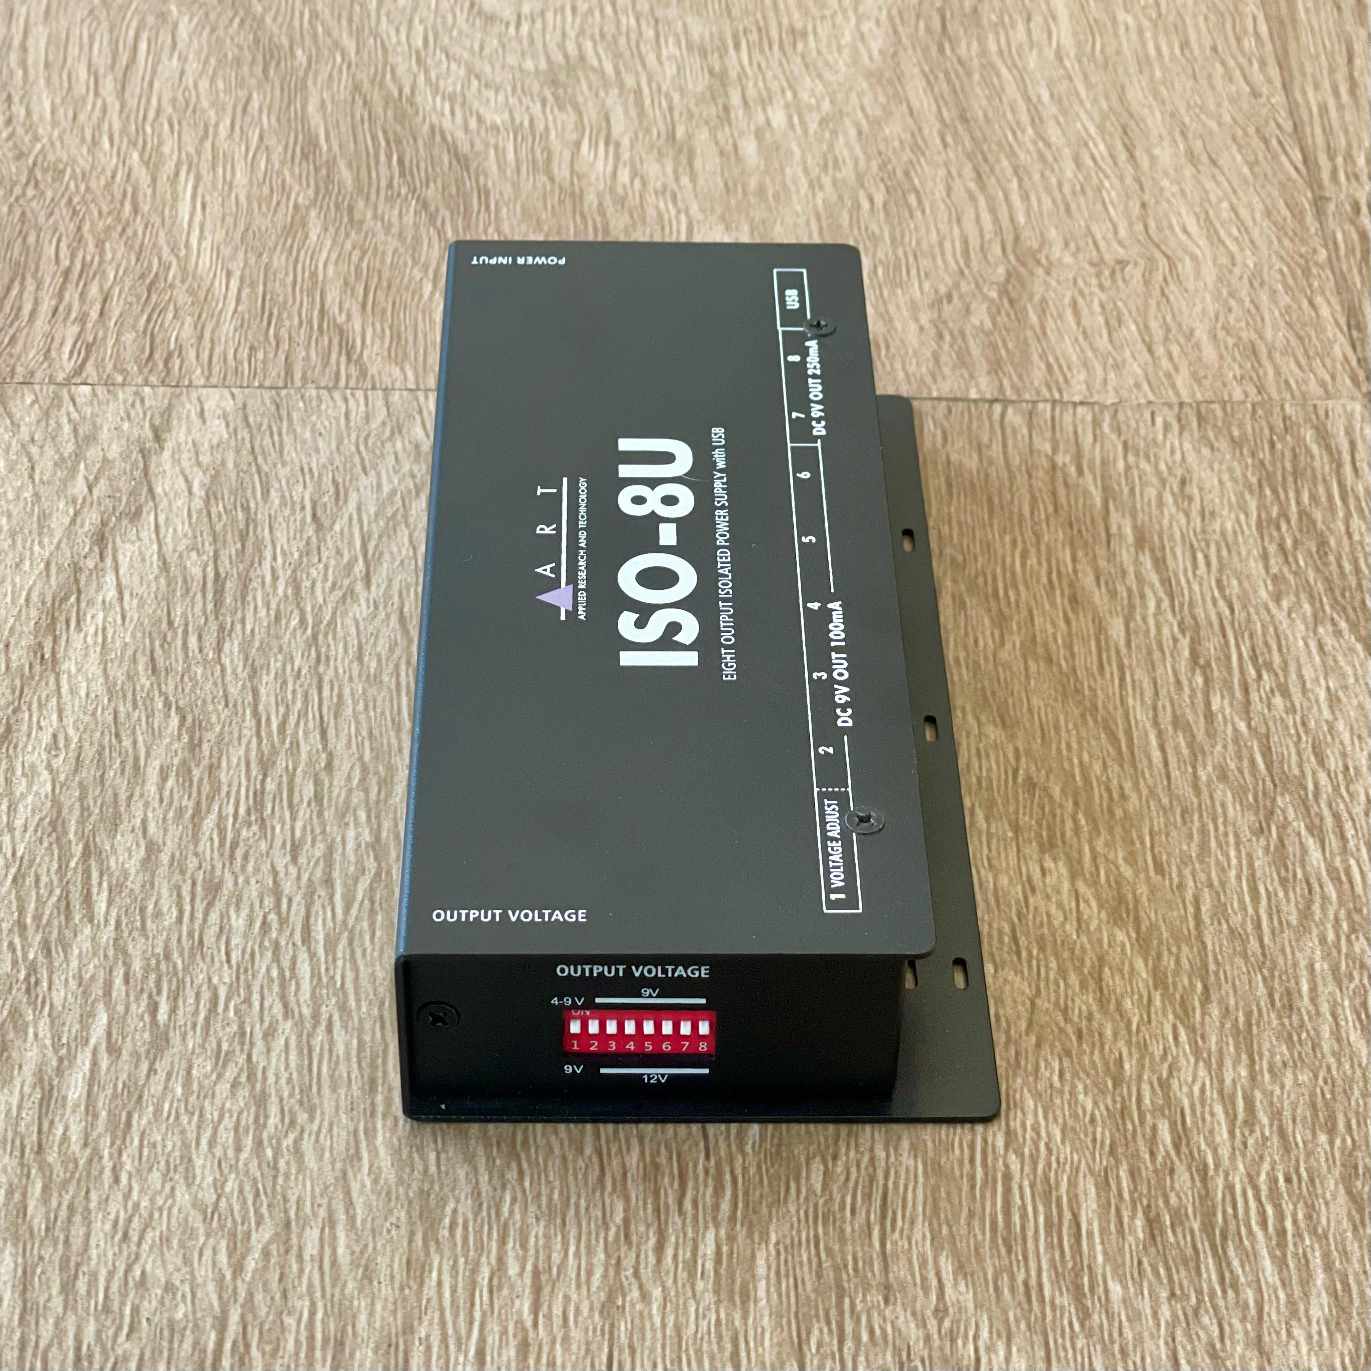 POWER INPUT
ART
APPLIED RESEARCH AND TECHNOLOGY
ISO-8U
EIGHT OUTPUT ISOLATED POWER SUPPLY with USB
1 VOLTAGE ADJUST 2 3 4 5 6 7 8 USB
DC 9V OUT 100mA DC 9V OUT 250mA
OUTPUT VOLTAGE
OUTPUT VOLTAGE
4-9 V 9V
ON
1 2 3 4 5 6 7 8
9V 12V